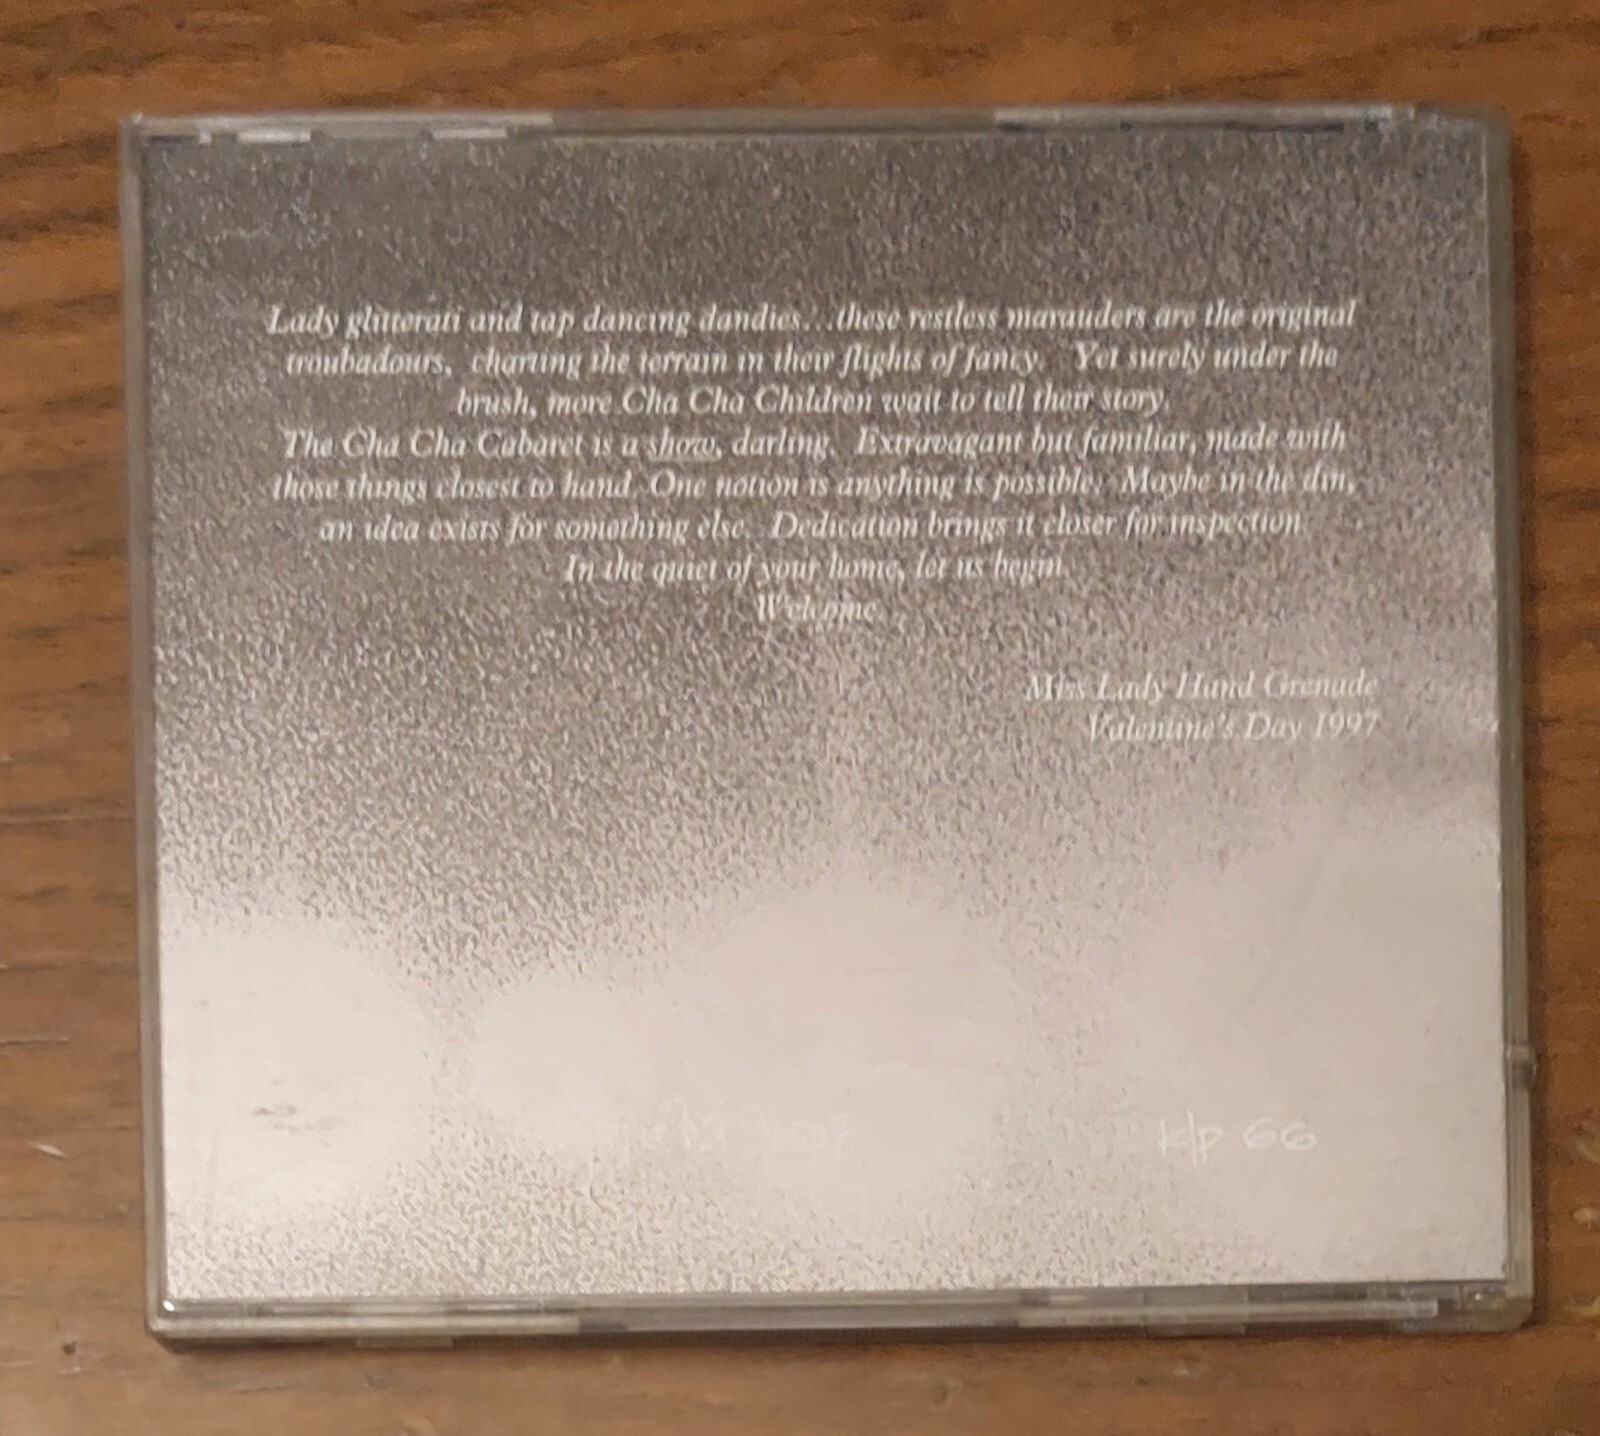 Lady glitterati and tap dancing dandies...these restless marauders are the original
troubadours, charting the terrain in their flights of fancy. Yet surely under the
brush, more Cha Cha Children wait to tell their story.
The Cha Cha Cabaret is a show, darling. Extravagant but familiar, made with
those things closest to hand. One notion is anything is possible. Maybe in the din,
an idea exists for something else. Dedication brings it closer for inspection
In the quiet of your home, let us begin.
Welcome
Miss Lady Hand Grenade
Valentine's Day 1997
klp 66